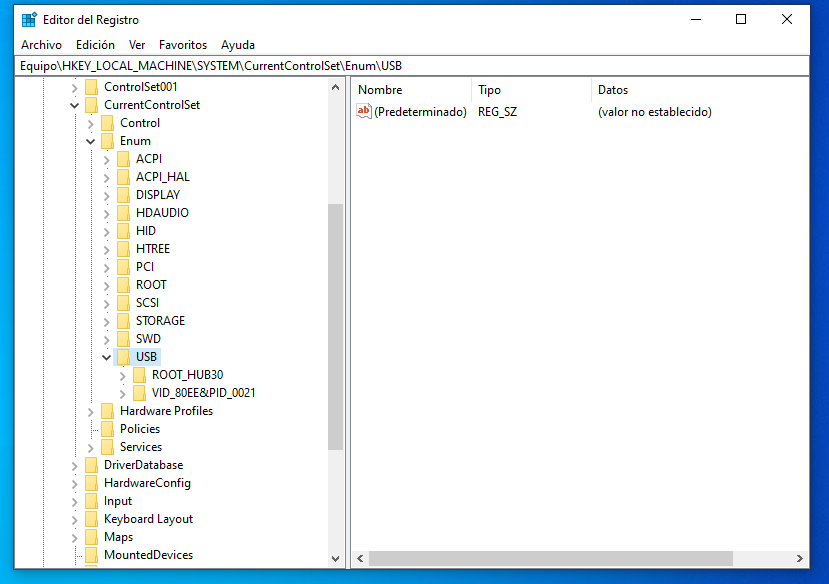 Editor del Registro
Archivo Edición Ver Favoritos Ayuda
Equipo\HKEY_LOCAL_MACHINE\SYSTEM\CurrentControlSet\Enum\USB
ControlSet001
CurrentControlSet
Control
Enum
ACPI
ACPI_HAL
DISPLAY
HDAUDIO
HID
HTREE
PCI
ROOT
SCSI
STORAGE
SWD
USB
ROOT_HUB30
VID_80EE&PID_0021
Hardware Profiles
Policies
Services
DriverDatabase
HardwareConfig
Input
Keyboard Layout
Maps
MountedDevices
Nombre Tipo Datos
ab (Predeterminado) REG_SZ (valor no establecido)